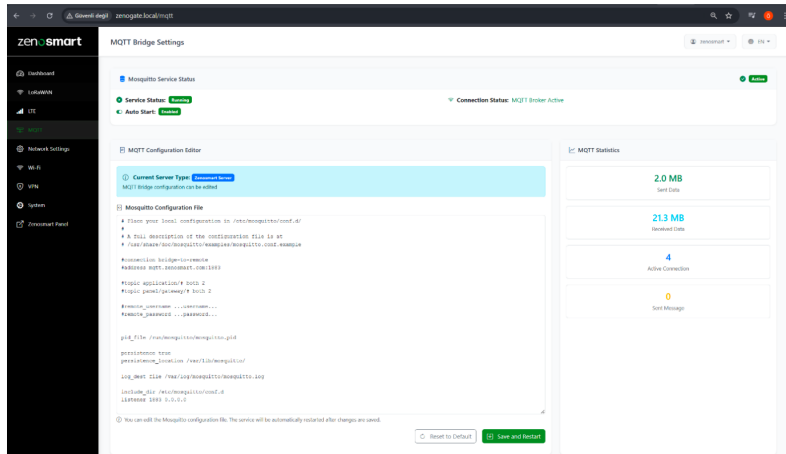 Güvenli değil
zenogate.local/mqtt
zenosmart
MQTT Bridge Settings
zenosmart
EN
Dashboard
LoRaWAN
LTE
MQTT
Network Settings
Wi-Fi
VPN
System
Zenosmart Panel
Mosquitto Service Status
Active
Service Status: Running
Connection Status: MQTT Broker Active
Auto Start: Enabled
MQTT Configuration Editor
Current Server Type: Zenosmart Server
MQTT Bridge configuration can be edited
Mosquitto Configuration File
# Place your local configuration in /etc/mosquitto/conf.d/
#
# A full description of the configuration file is at
# /usr/share/doc/mosquitto/examples/mosquitto.conf.example
#connection bridge-to-remote
#address mqtt.zenosmart.com:1883
#topic application/# both 2
#topic panel/gateway/# both 2
#remote_username ...username...
#remote_password ...password...
pid_file /run/mosquitto/mosquitto.pid
persistence true
persistence_location /var/lib/mosquitto/
log_dest file /var/log/mosquitto/mosquitto.log
include_dir /etc/mosquitto/conf.d
listener 1883 0.0.0.0
You can edit the Mosquitto configuration file. The service will be automatically restarted after changes are saved.
Reset to Default
Save and Restart
MQTT Statistics
2.0 MB
Sent Data
21.3 MB
Received Data
4
Active Connection
0
Sent Message